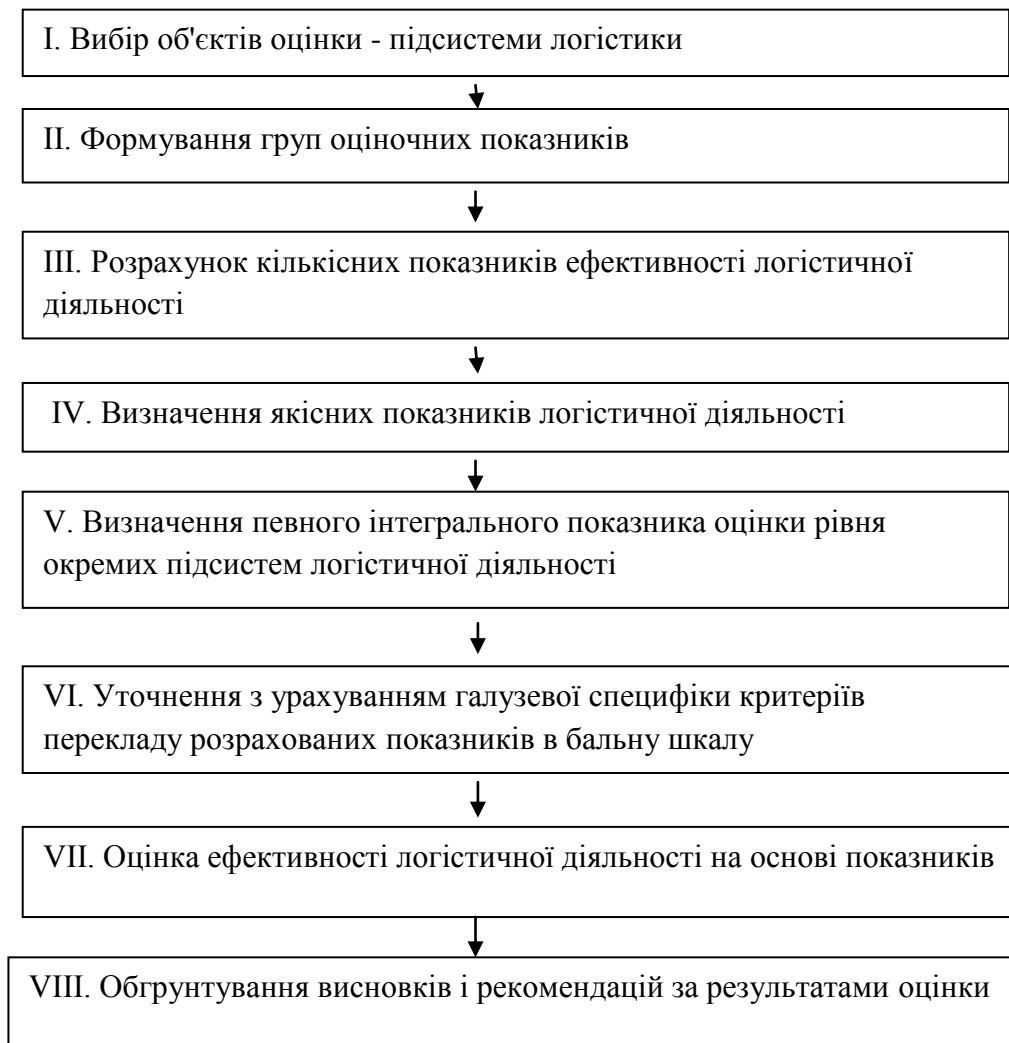 I. Вибір об'єктів оцінки - підсистеми логістики
II. Формування груп оціночних показників
III. Розрахунок кількісних показників ефективності логістичної
діяльності
IV. Визначення якісних показників логістичної діяльності
V. Визначення певного інтегрального показника оцінки рівня
окремих підсистем логістичної діяльності
VI. Уточнення з урахуванням галузевої специфіки критеріїв
перекладу розрахованих показників в бальну шкалу
VII. Оцінка ефективності логістичної діяльності на основі показників
VIII. Обгрунтування висновків і рекомендацій за результатами оцінки